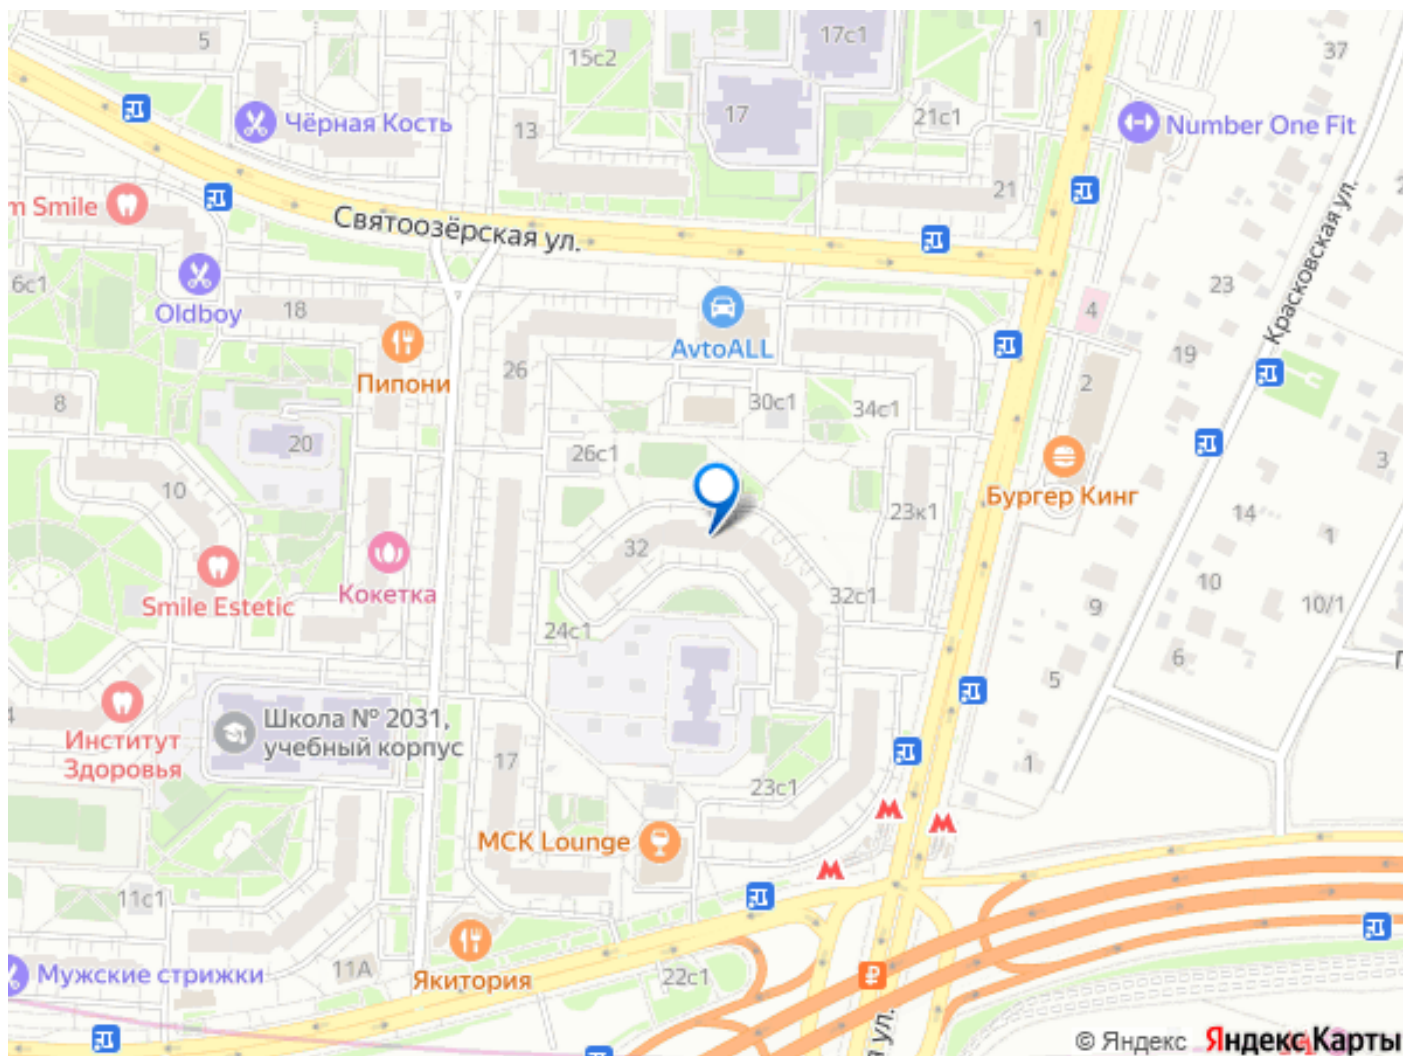 5
15с2
17с1
1
37
Чёрная Кость
13
17
21с1
Number One Fit
m Smile
21
Святоозёрская ул.
Красковская ул.
6с1
Oldboy
18
23
4
AvtoALL
19
Пипони
26
2
8
30с1
34с1
20
26с1
3
10
Бургер Кинг
23к1
14
1
32
Smile Estetic
Кокетка
32с1
10
9
10/1
24с1
6
5
Школа № 2031,
учебный корпус
Институт
Здоровья
17
1
23с1
МСК Lounge
11с1
Мужские стрижки
11А
Якитория
22с1
ул.
© Яндекс Яндекс Карты